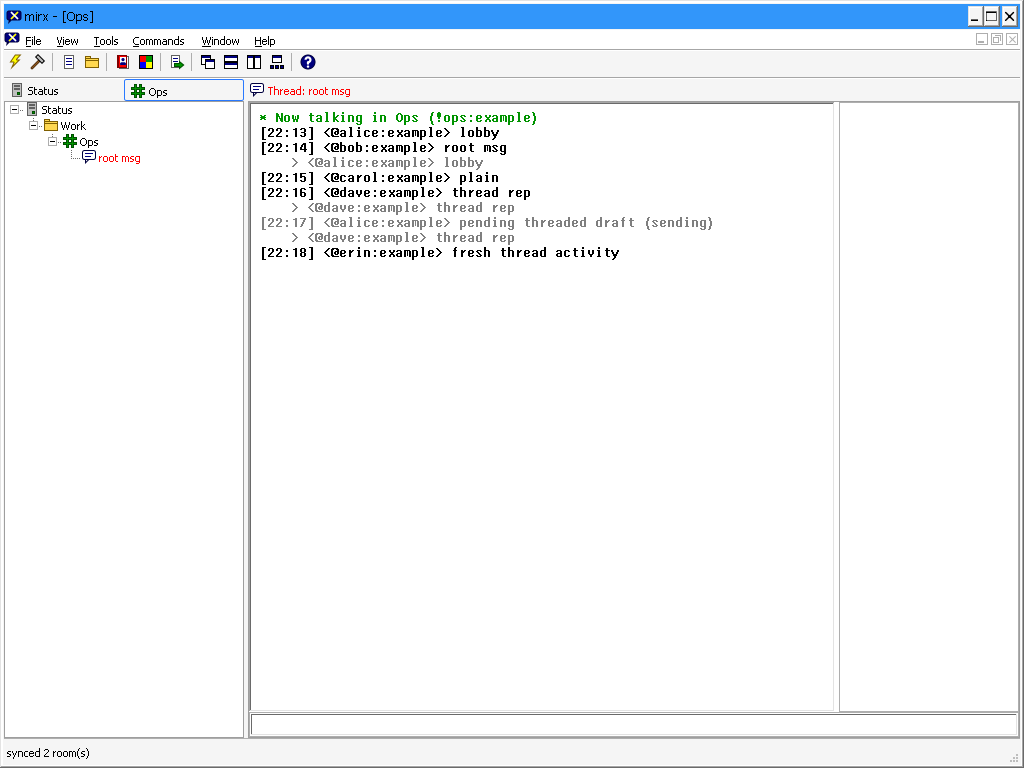 mirx - [Ops]
File View Tools Commands Window Help
Status Ops Thread: root msg
Status
Work
Ops
root msg
* Now talking in Ops (!ops:example)
[22:13] <@alice:example> lobby
[22:14] <@bob:example> root msg
> <@alice:example> lobby
[22:15] <@carol:example> plain
[22:16] <@dave:example> thread rep
> <@dave:example> thread rep
[22:17] <@alice:example> pending threaded draft (sending)
> <@dave:example> thread rep
[22:18] <@erin:example> fresh thread activity
synced 2 room(s)